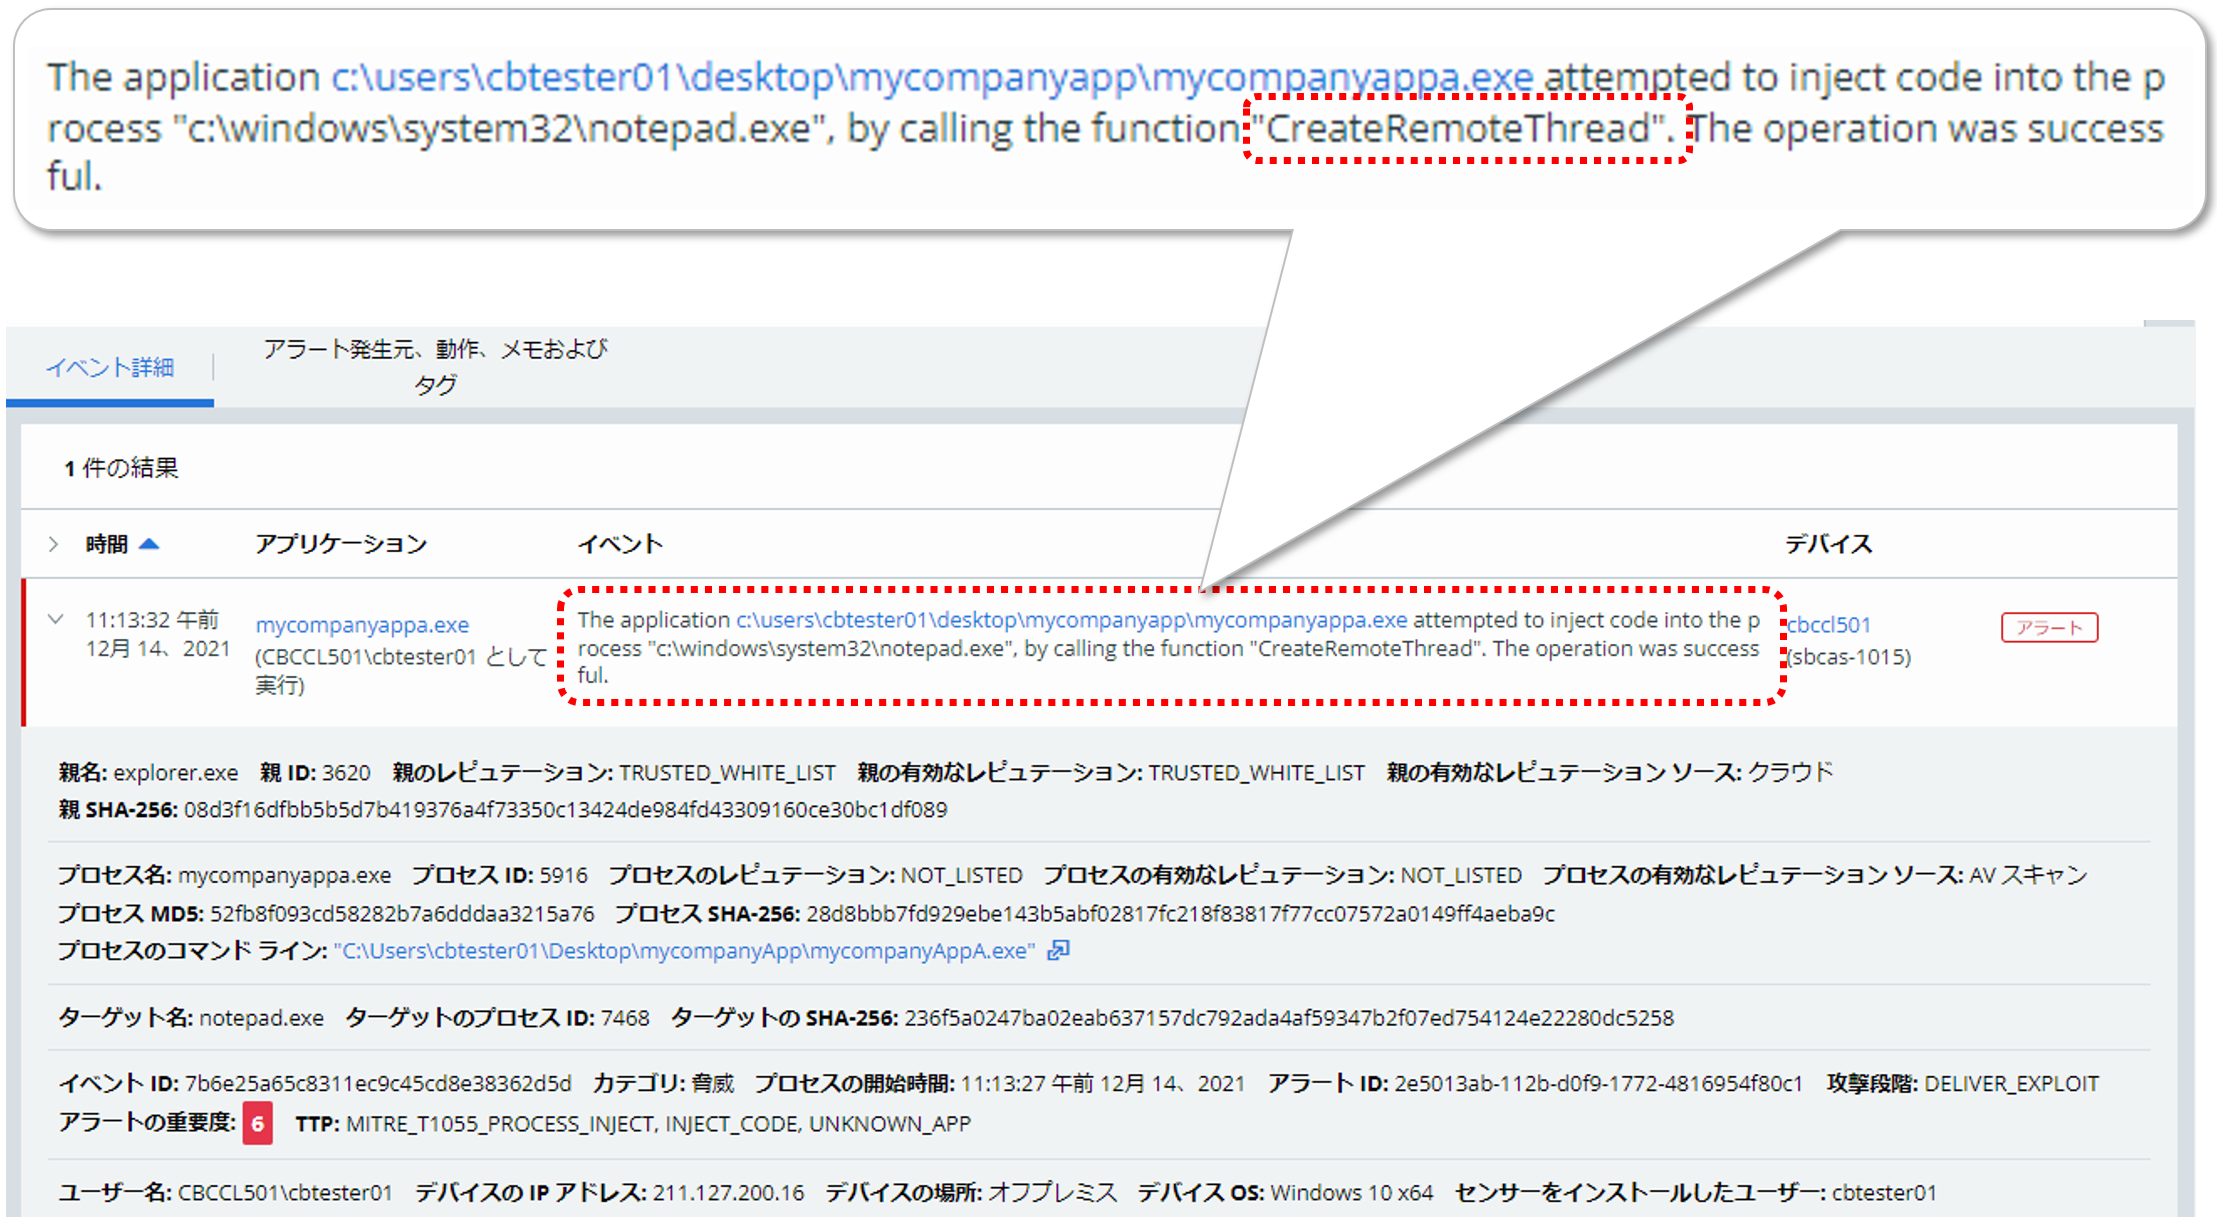 The application c:\users\cbtester01\desktop\mycompanyapp\mycompanyappa.exe attempted to inject code into the p
rocess "c:\windows\system32\notepad.exe", by calling the function "CreateRemoteThread". The operation was success
ful.
イベント詳細
アラート発生元、動作、メモおよび
タグ
1 件の結果
時間 アプリケーション イベント デバイス
11:13:32 午前
12月 14、2021
mycompanyappa.exe
(CBCCL501\cbtester01 として
実行)
The application c:\users\cbtester01\desktop\mycompanyapp\mycompanyappa.exe attempted to inject code into the p
rocess "c:\windows\system32\notepad.exe", by calling the function "CreateRemoteThread". The operation was success
ful.
cbccl501
(sbcas-1015)
アラート
親名: explorer.exe 親 ID: 3620 親のレピュテーション: TRUSTED_WHITE_LIST 親の有効なレピュテーション: TRUSTED_WHITE_LIST 親の有効なレピュテーション ソース: クラウド
親 SHA-256: 08d3f16dfbb5b5d7b419376a4f73350c13424de984fd43309160ce30bc1df089
プロセス名: mycompanyappa.exe プロセス ID: 5916 プロセスのレピュテーション: NOT_LISTED プロセスの有効なレピュテーション: NOT_LISTED プロセスの有効なレピュテーション ソース: AV スキャン
プロセス MD5: 52fb8f093cd58282b7a6dddaa3215a76 プロセス SHA-256: 28d8bbb7fd929ebe143b5abf02817fc218f83817f77cc07572a0149ff4aeba9c
プロセスのコマンド ライン: "C:\Users\cbtester01\Desktop\mycompanyApp\mycompanyAppA.exe"
ターゲット名: notepad.exe ターゲットのプロセス ID: 7468 ターゲットの SHA-256: 236f5a0247ba02eab637157dc792ada4af59347b2f07ed754124e22280dc5258
イベント ID: 7b6e25a65c8311ec9c45cd8e38362d5d カテゴリ: 脅威 プロセスの開始時間: 11:13:27 午前 12月 14、2021 アラート ID: 2e5013ab-112b-d0f9-1772-4816954f80c1 攻撃段階: DELIVER_EXPLOIT
アラートの重要度: 6 TTP: MITRE_T1055_PROCESS_INJECT, INJECT_CODE, UNKNOWN_APP
ユーザー名: CBCCL501\cbtester01 デバイスの IP アドレス: 211.127.200.16 デバイスの場所: オフプレミス デバイス OS: Windows 10 x64 センサーをインストールしたユーザー: cbtester01